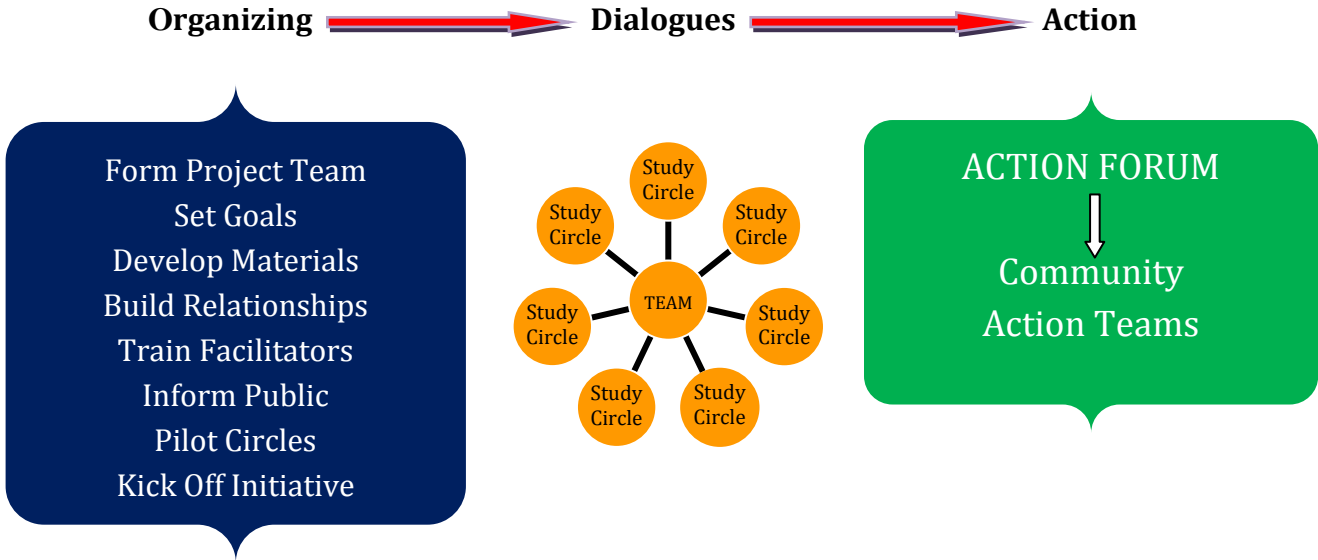 Organizing Dialogues Action
Form Project Team
Set Goals
Develop Materials
Build Relationships
Train Facilitators
Inform Public
Pilot Circles
Kick Off Initiative
Study
Circle
Study
Circle
Study
Circle
Study
Circle
TEAM
Study
Circle
Study
Circle
Study
Circle
ACTION FORUM
Community
Action Teams